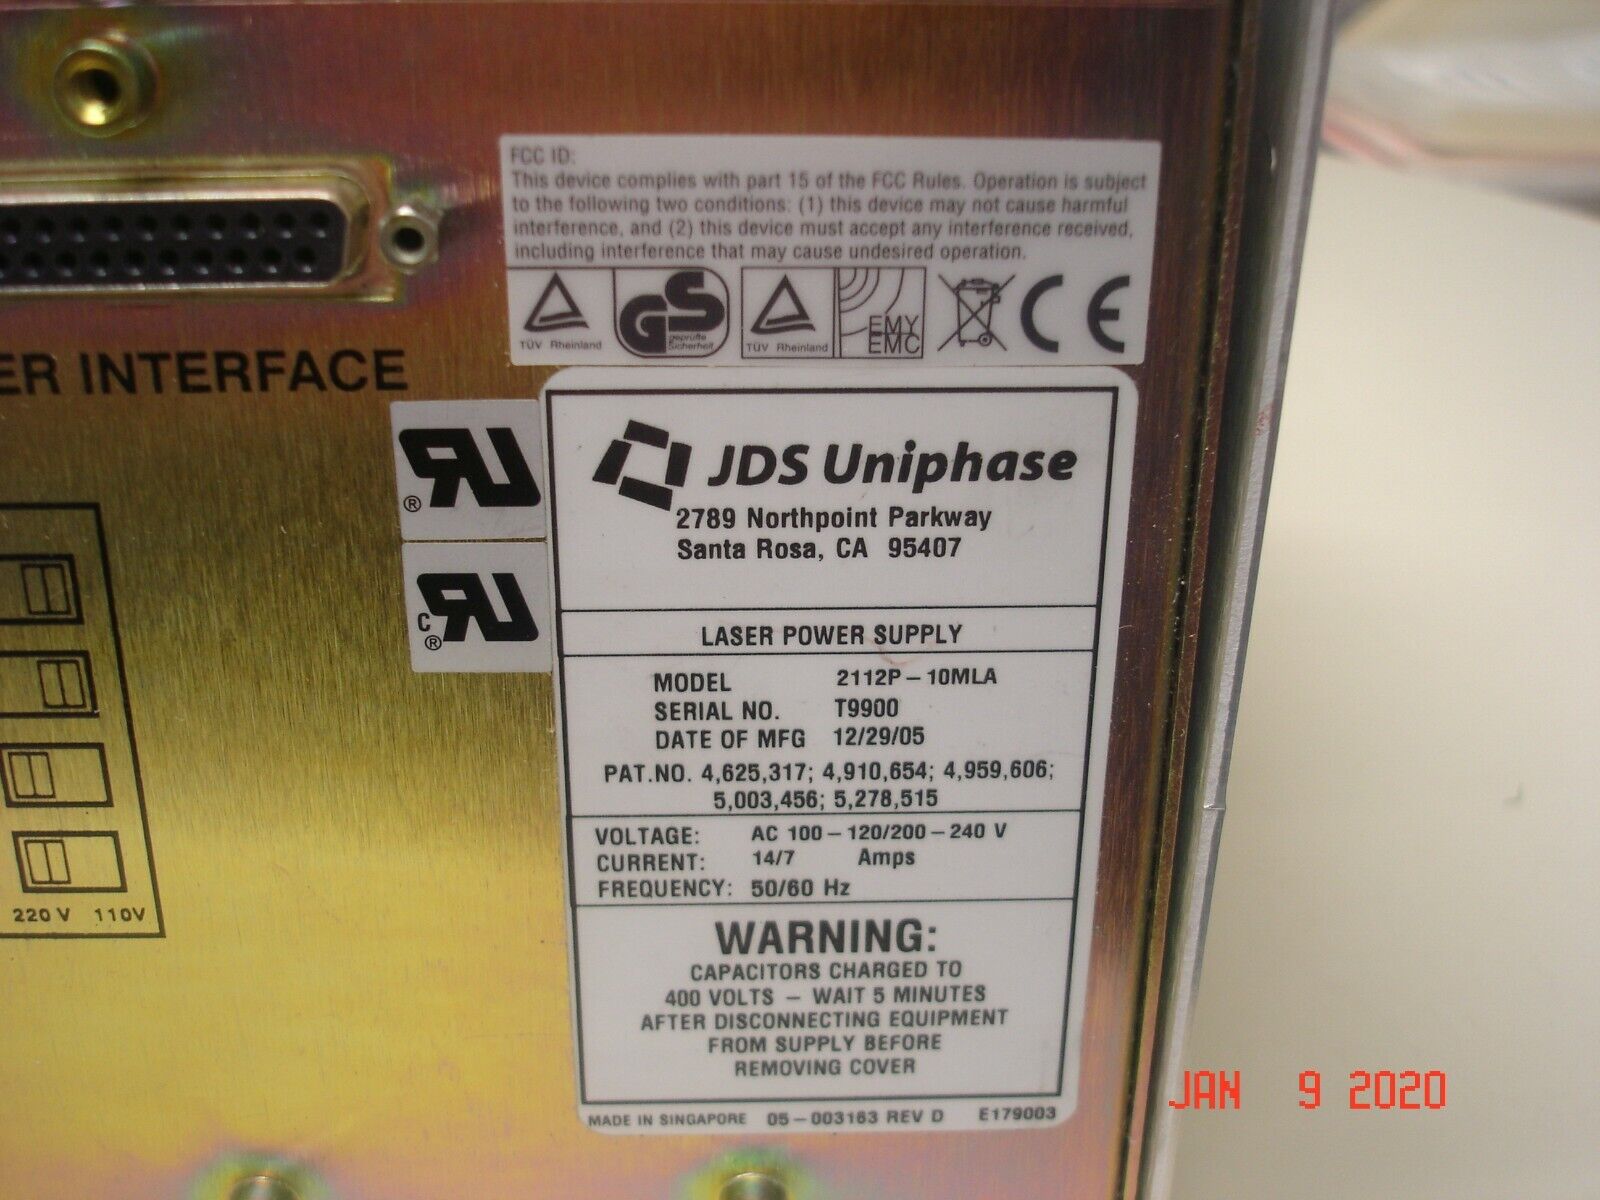 FCC ID:
This device complies with part 15 of the FCC Rules. Operation is subject
to the following two conditions: (1) this device may not cause harmful
interference, and (2) this device must accept any interference received,
including interference that may cause undesired operation.
TÜV Rheinland
GS
geprüfte
Sicherheit
TÜV Rheinland
EMV
EMC
CE
ER INTERFACE
RU
®
C RU
®
JDS Uniphase
2789 Northpoint Parkway
Santa Rosa, CA 95407
LASER POWER SUPPLY
MODEL 2112P-10MLA
SERIAL NO. T9900
DATE OF MFG 12/29/05
PAT.NO. 4,625,317; 4,910,654; 4,959,606;
5,003,456; 5,278,515
VOLTAGE: AC 100-120/200-240 V
CURRENT: 14/7 Amps
FREQUENCY: 50/60 Hz
WARNING:
CAPACITORS CHARGED TO
400 VOLTS - WAIT 5 MINUTES
AFTER DISCONNECTING EQUIPMENT
FROM SUPPLY BEFORE
REMOVING COVER
MADE IN SINGAPORE 05-003163 REV D E179003
220V 110V
JAN 9 2020